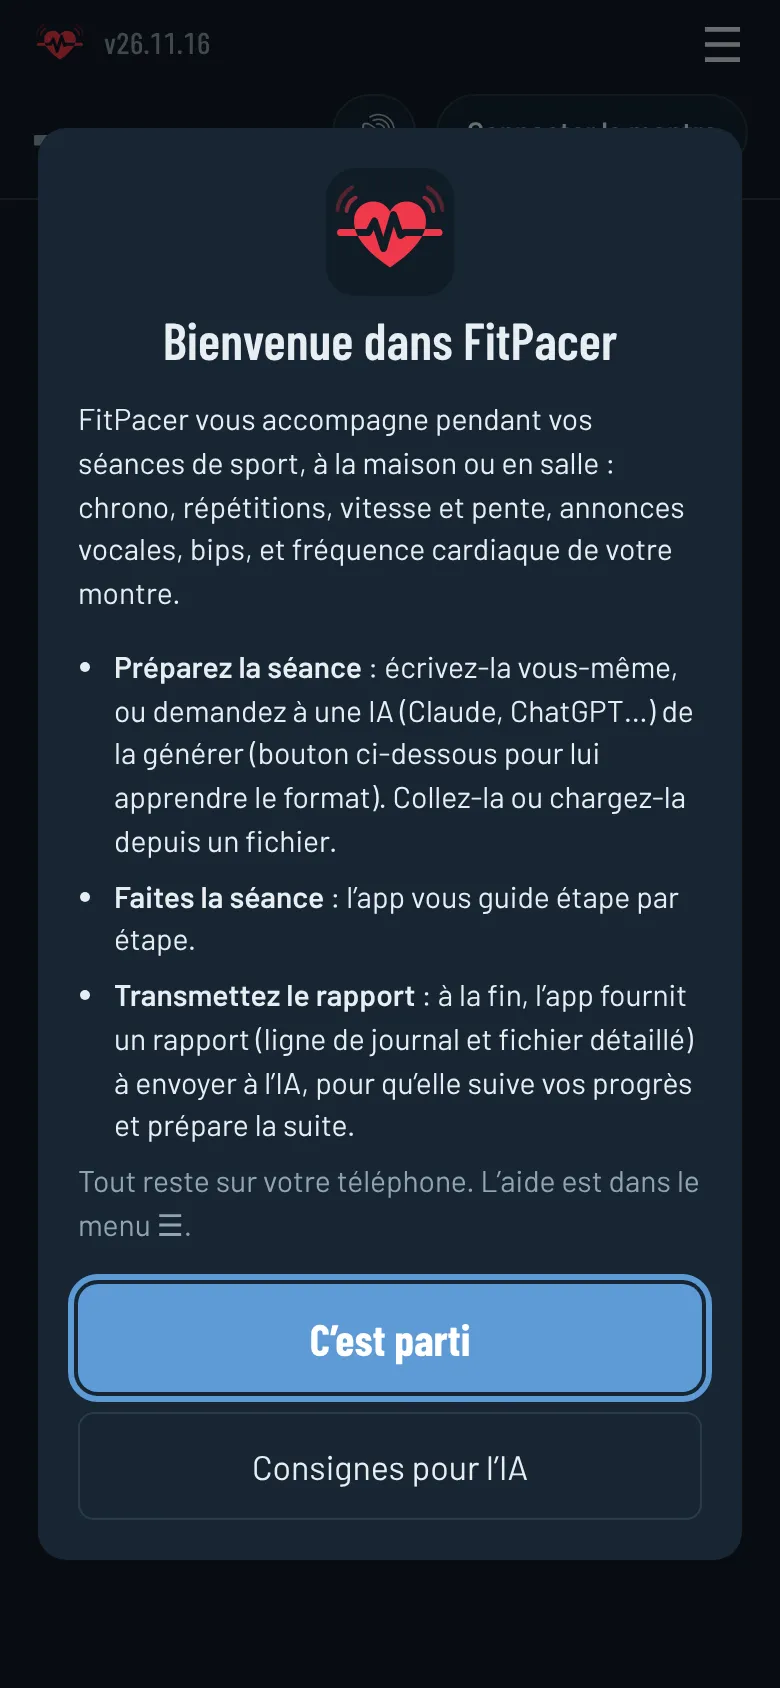 v26.11.16
Bienvenue dans FitPacer
FitPacer vous accompagne pendant vos
séances de sport, à la maison ou en salle :
chrono, répétitions, vitesse et pente, annonces
vocales, bips, et fréquence cardiaque de votre
montre.
• Préparez la séance : écrivez-la vous-même,
ou demandez à une IA (Claude, ChatGPT…) de
la générer (bouton ci-dessous pour lui
apprendre le format). Collez-la ou chargez-la
depuis un fichier.
• Faites la séance : l’app vous guide étape par
étape.
• Transmettez le rapport : à la fin, l’app fournit
un rapport (ligne de journal et fichier détaillé)
à envoyer à l’IA, pour qu’elle suive vos progrès
et prépare la suite.
Tout reste sur votre téléphone. L’aide est dans le
menu ☰.
C’est parti
Consignes pour l’IA